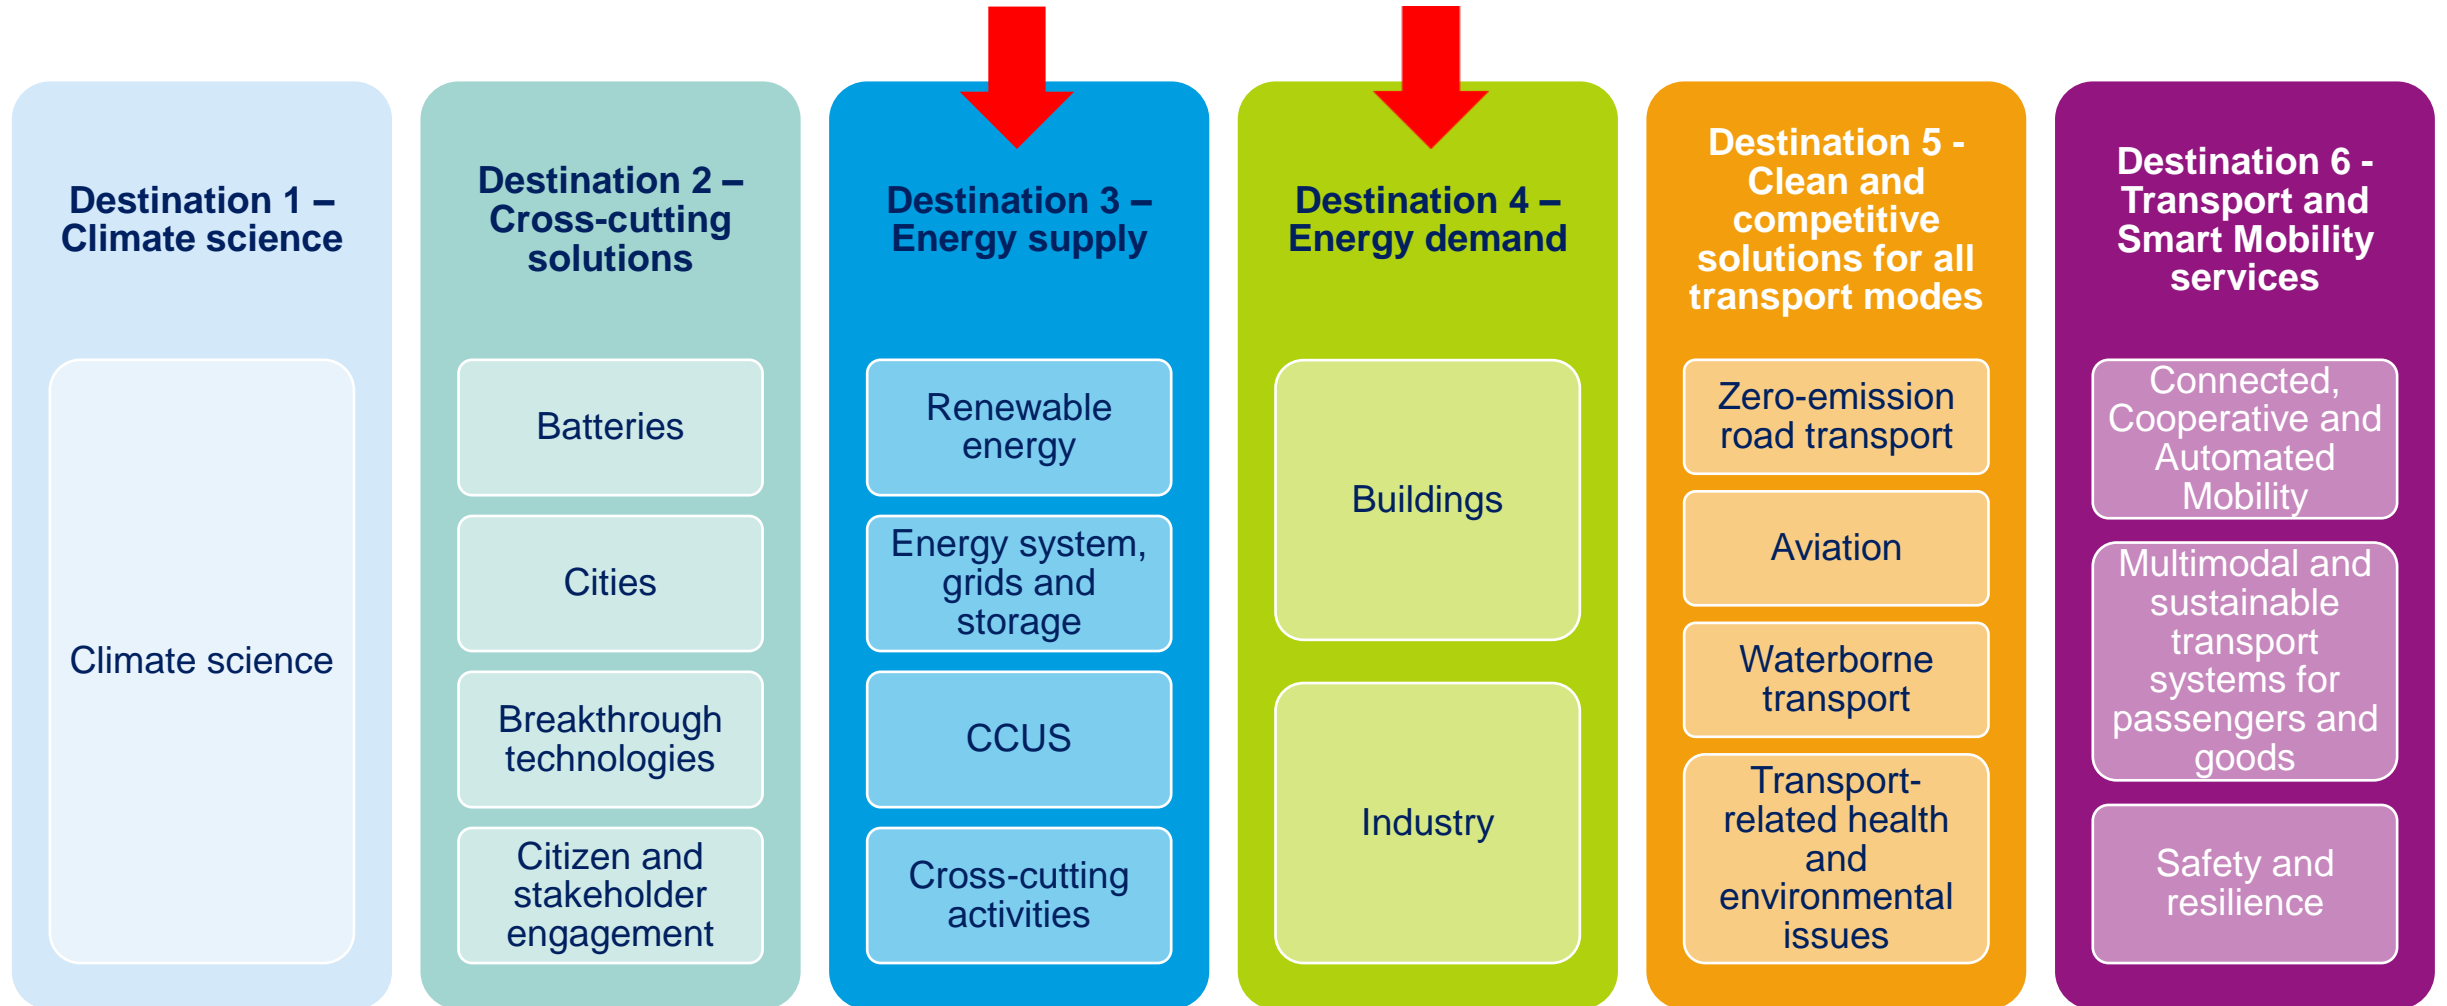 Destination 1 –
Climate science
Climate science
Destination 2 –
Cross-cutting
solutions
Batteries
Cities
Breakthrough
technologies
Citizen and
stakeholder
engagement
Destination 3 –
Energy supply
Renewable
energy
Energy system,
grids and
storage
CCUS
Cross-cutting
activities
Destination 4 –
Energy demand
Buildings
Industry
Destination 5 -
Clean and
competitive
solutions for all
transport modes
Zero-emission
road transport
Aviation
Waterborne
transport
Transport-
related health
and
environmental
issues
Destination 6 -
Transport and
Smart Mobility
services
Connected,
Cooperative and
Automated
Mobility
Multimodal and
sustainable
transport
systems for
passengers and
goods
Safety and
resilience